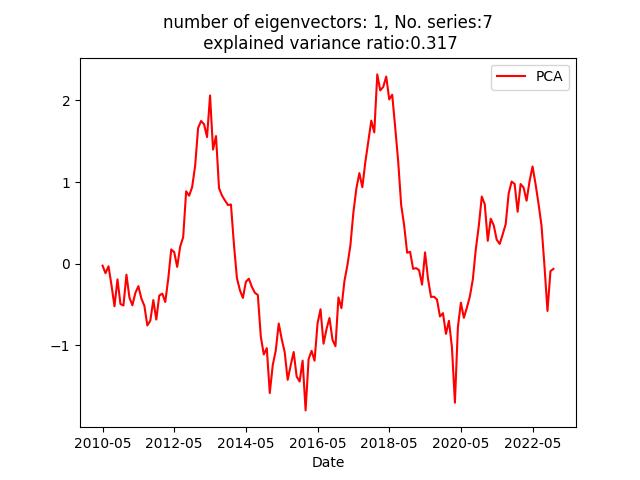 number of eigenvectors: 1, No. series:7
explained variance ratio:0.317
PCA
2
1
0
−1
2010-05 2012-05 2014-05 2016-05 2018-05 2020-05 2022-05
Date